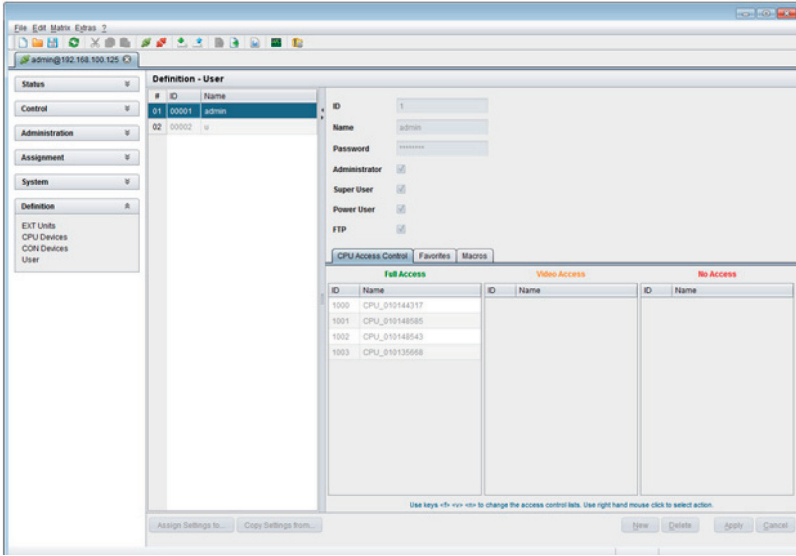 File Edit Matrix Extras ?
admin@192.168.100.125
Status
Control
Administration
Assignment
System
Definition
EXT Units
CPU Devices
CON Devices
User
Definition - User
# ID Name
01 00001 admin
02 00002 u
ID 1
Name admin
Password ********
Administrator
Super User
Power User
FTP
CPU Access Control Favorites Macros
Full Access Video Access No Access
ID Name ID Name ID Name
1000 CPU_010144317
1001 CPU_010148585
1002 CPU_010148543
1003 CPU_010135668
Use keys <f> <v> <n> to change the access control lists. Use right hand mouse click to select action.
Assign Settings to... Copy Settings from... New Delete Apply Cancel